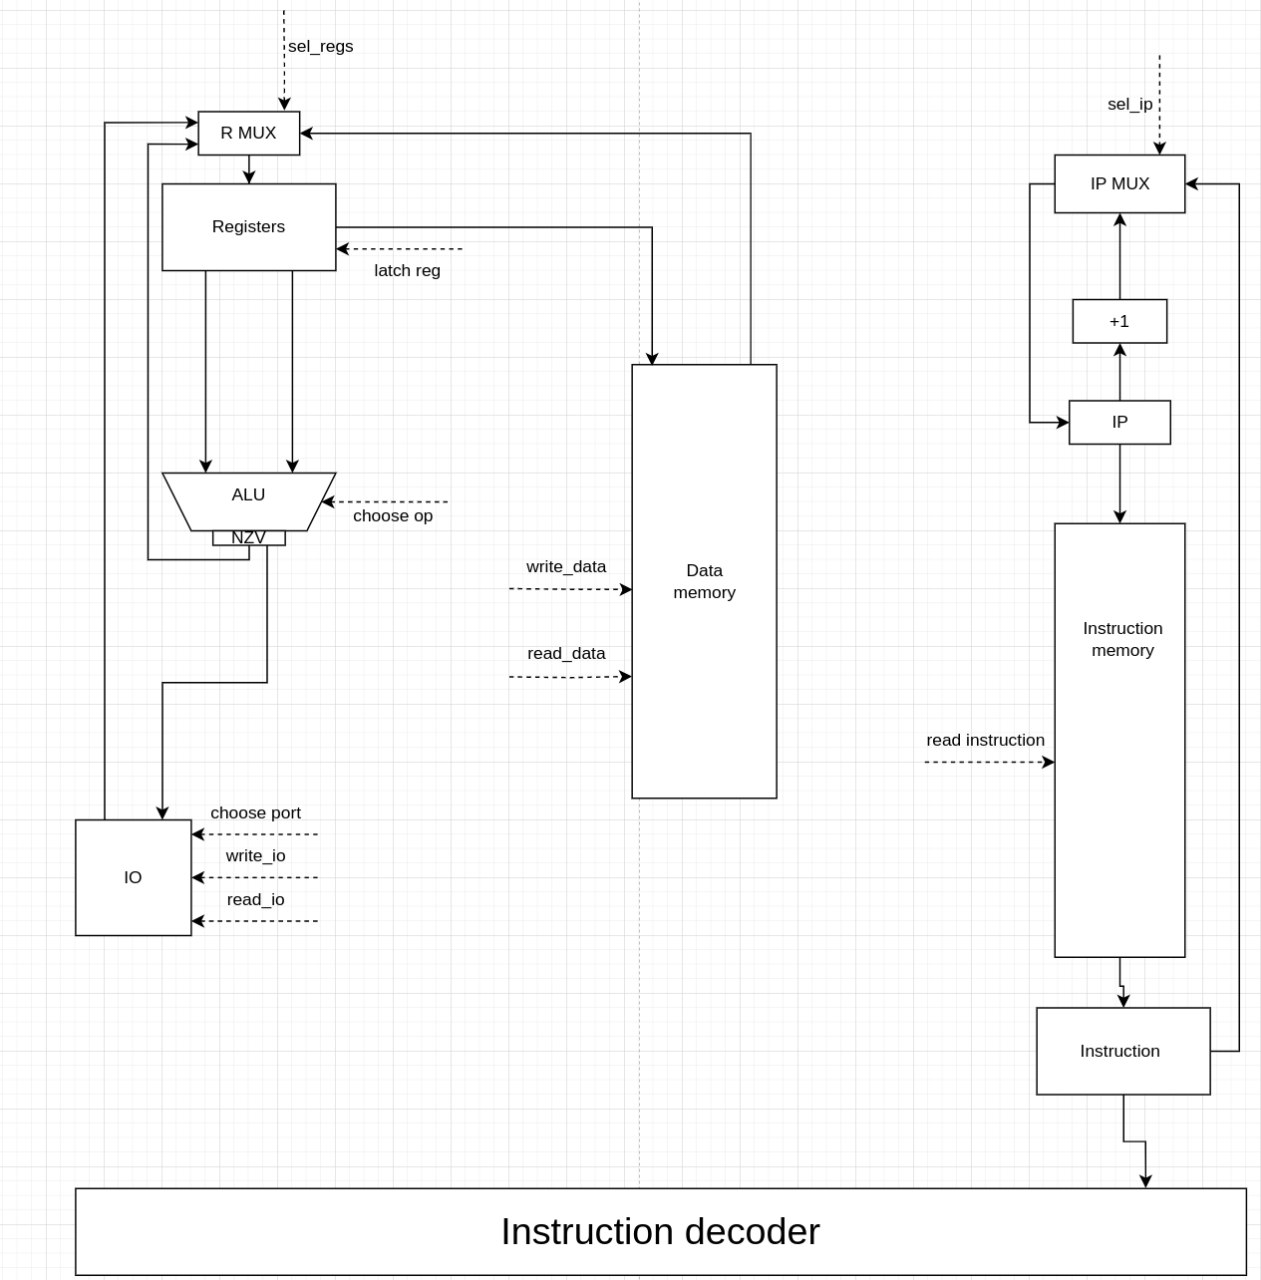 sel_regs
sel_ip
R MUX
IP MUX
Registers
latch reg
+1
IP
ALU
choose op
NZV
write_data
Data
memory
read_data
Instruction
memory
read instruction
choose port
write_io
IO
read_io
Instruction
Instruction decoder